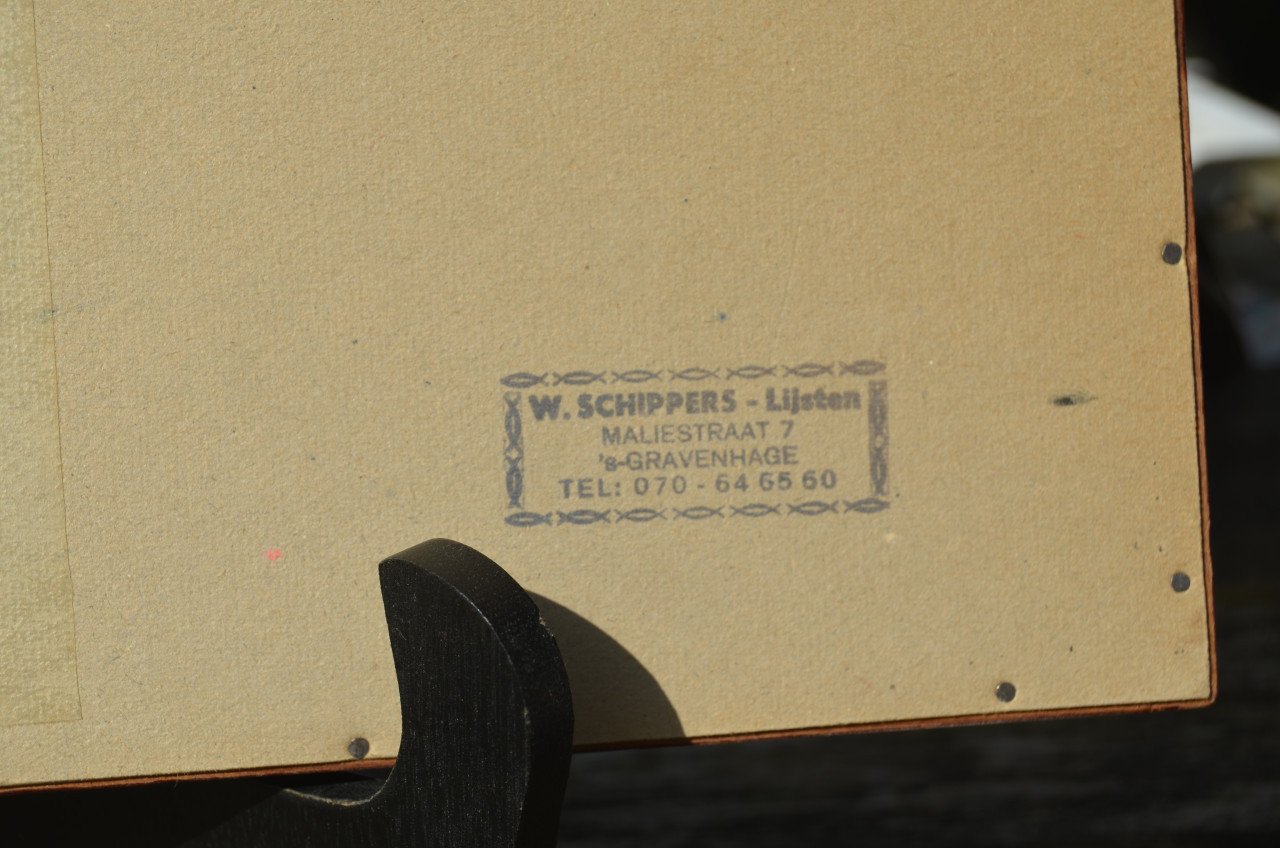 W. SCHIPPERS - Lijsten
MALIESTRAAT 7
's-GRAVENHAGE
TEL: 070 - 64 65 60